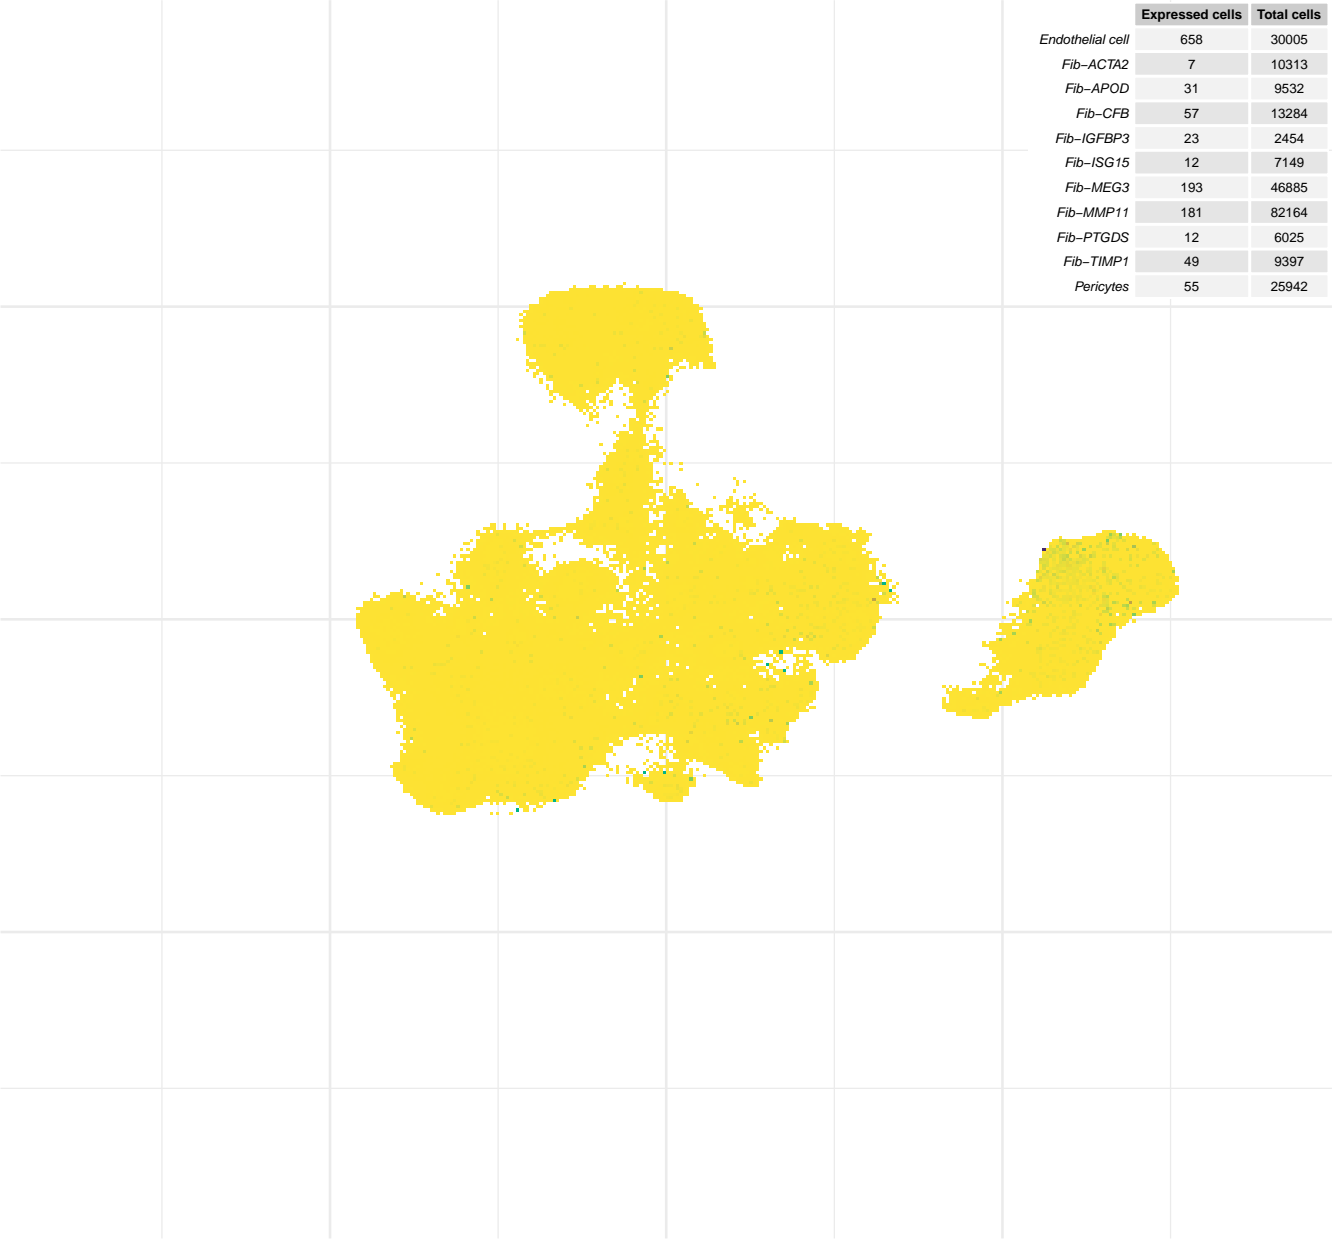 Expressed cells Total cells
Endothelial cell 658 30005
Fib−ACTA2 7 10313
Fib−APOD 31 9532
Fib−CFB 57 13284
Fib−IGFBP3 23 2454
Fib−ISG15 12 7149
Fib−MEG3 193 46885
Fib−MMP11 181 82164
Fib−PTGDS 12 6025
Fib−TIMP1 49 9397
Pericytes 55 25942